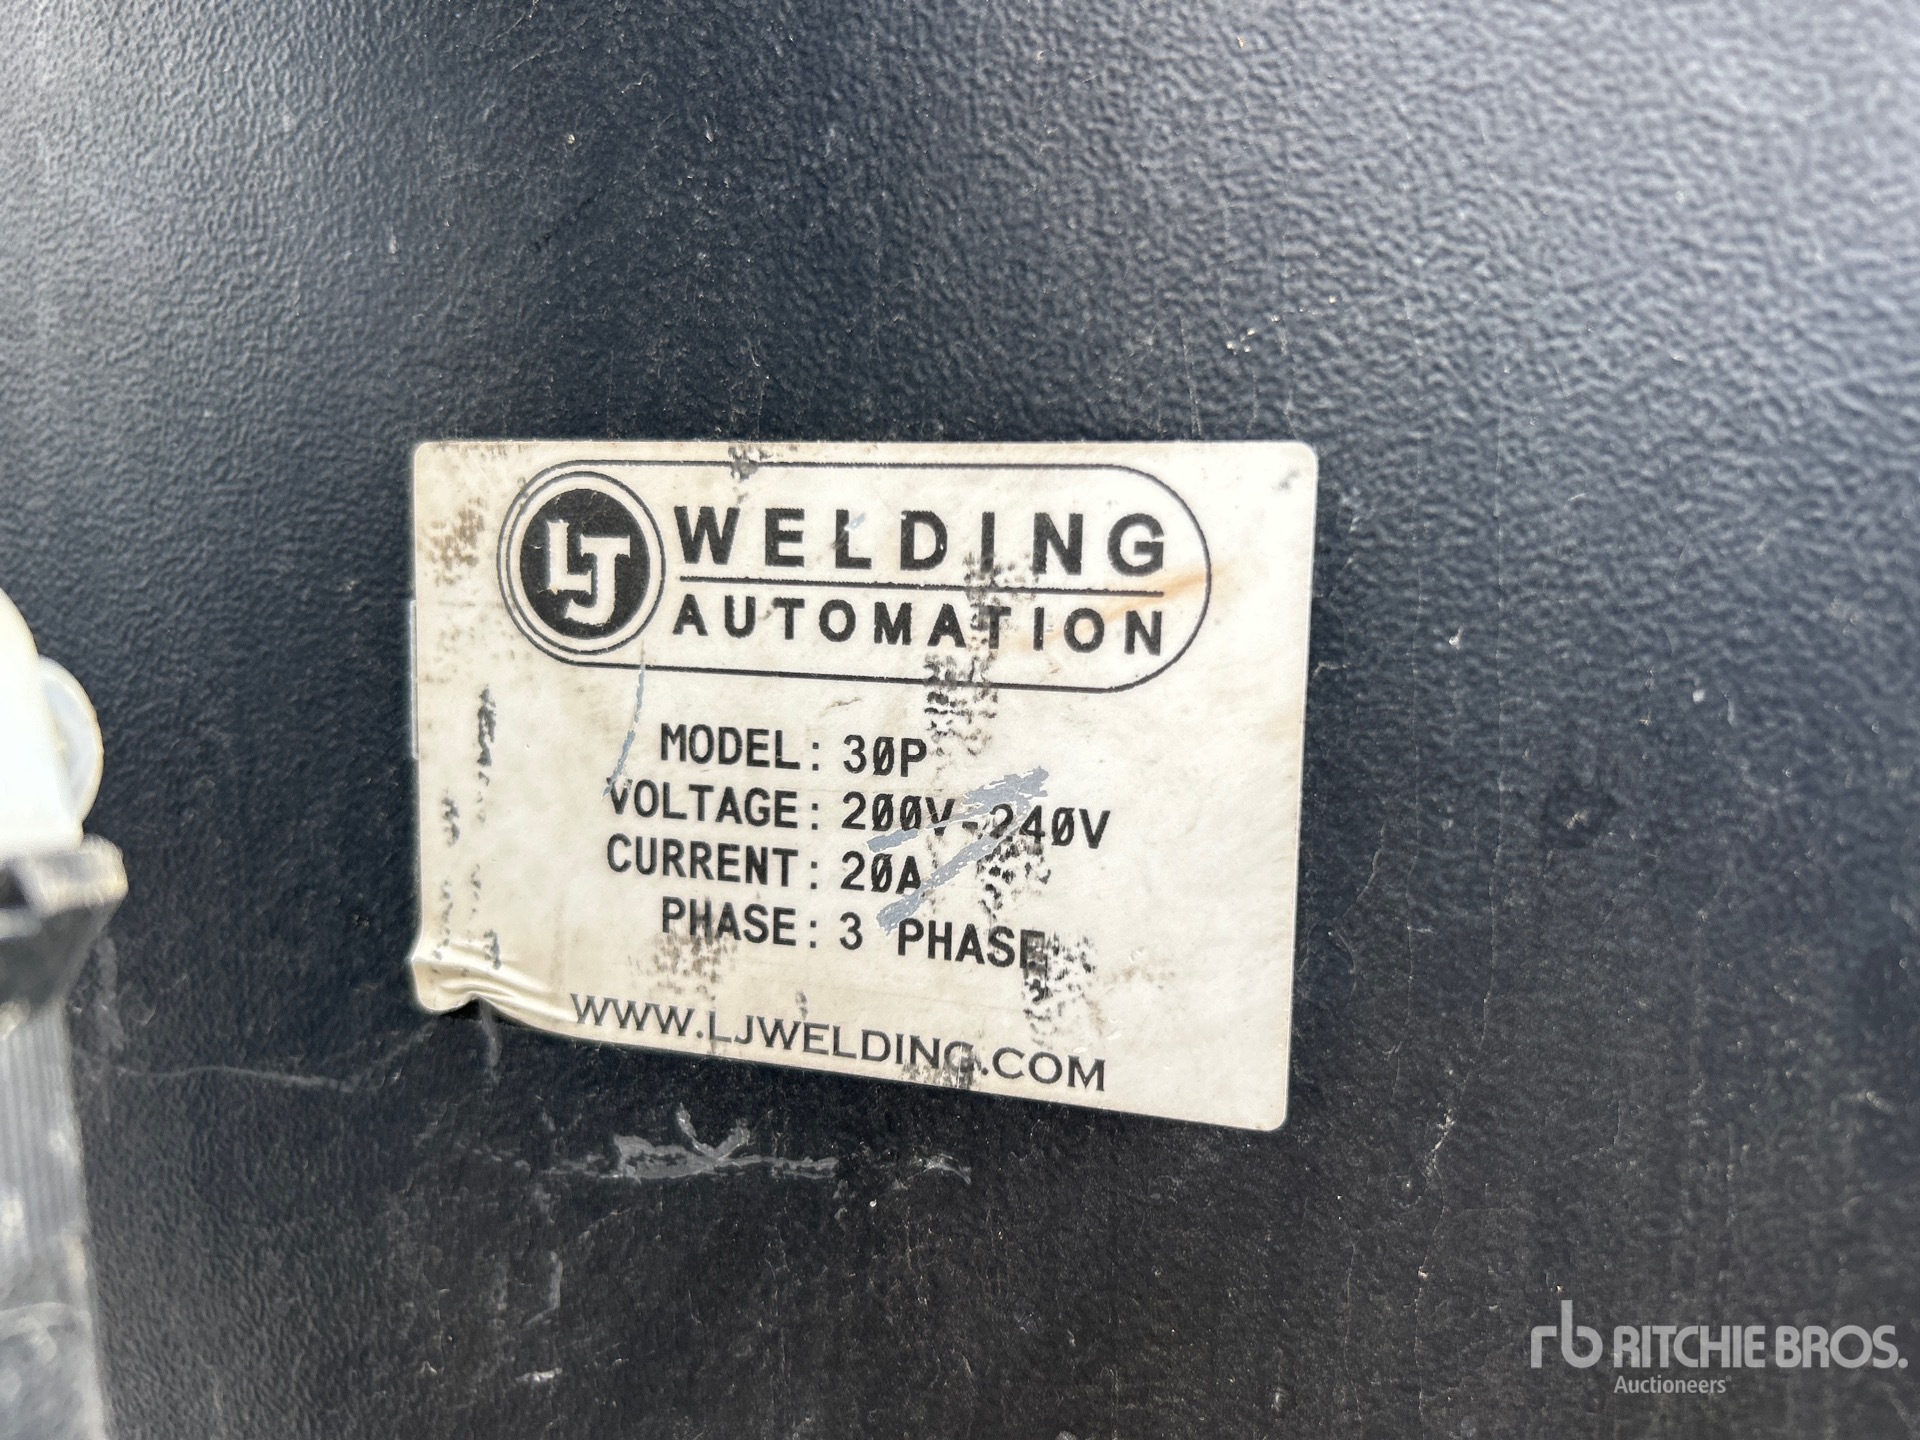 LJ WELDING
AUTOMATION
MODEL: 30P
VOLTAGE: 200V-240V
CURRENT: 20A
PHASE: 3 PHASE
WWW.LJWELDING.COM
rb RITCHIE BROS.
Auctioneers